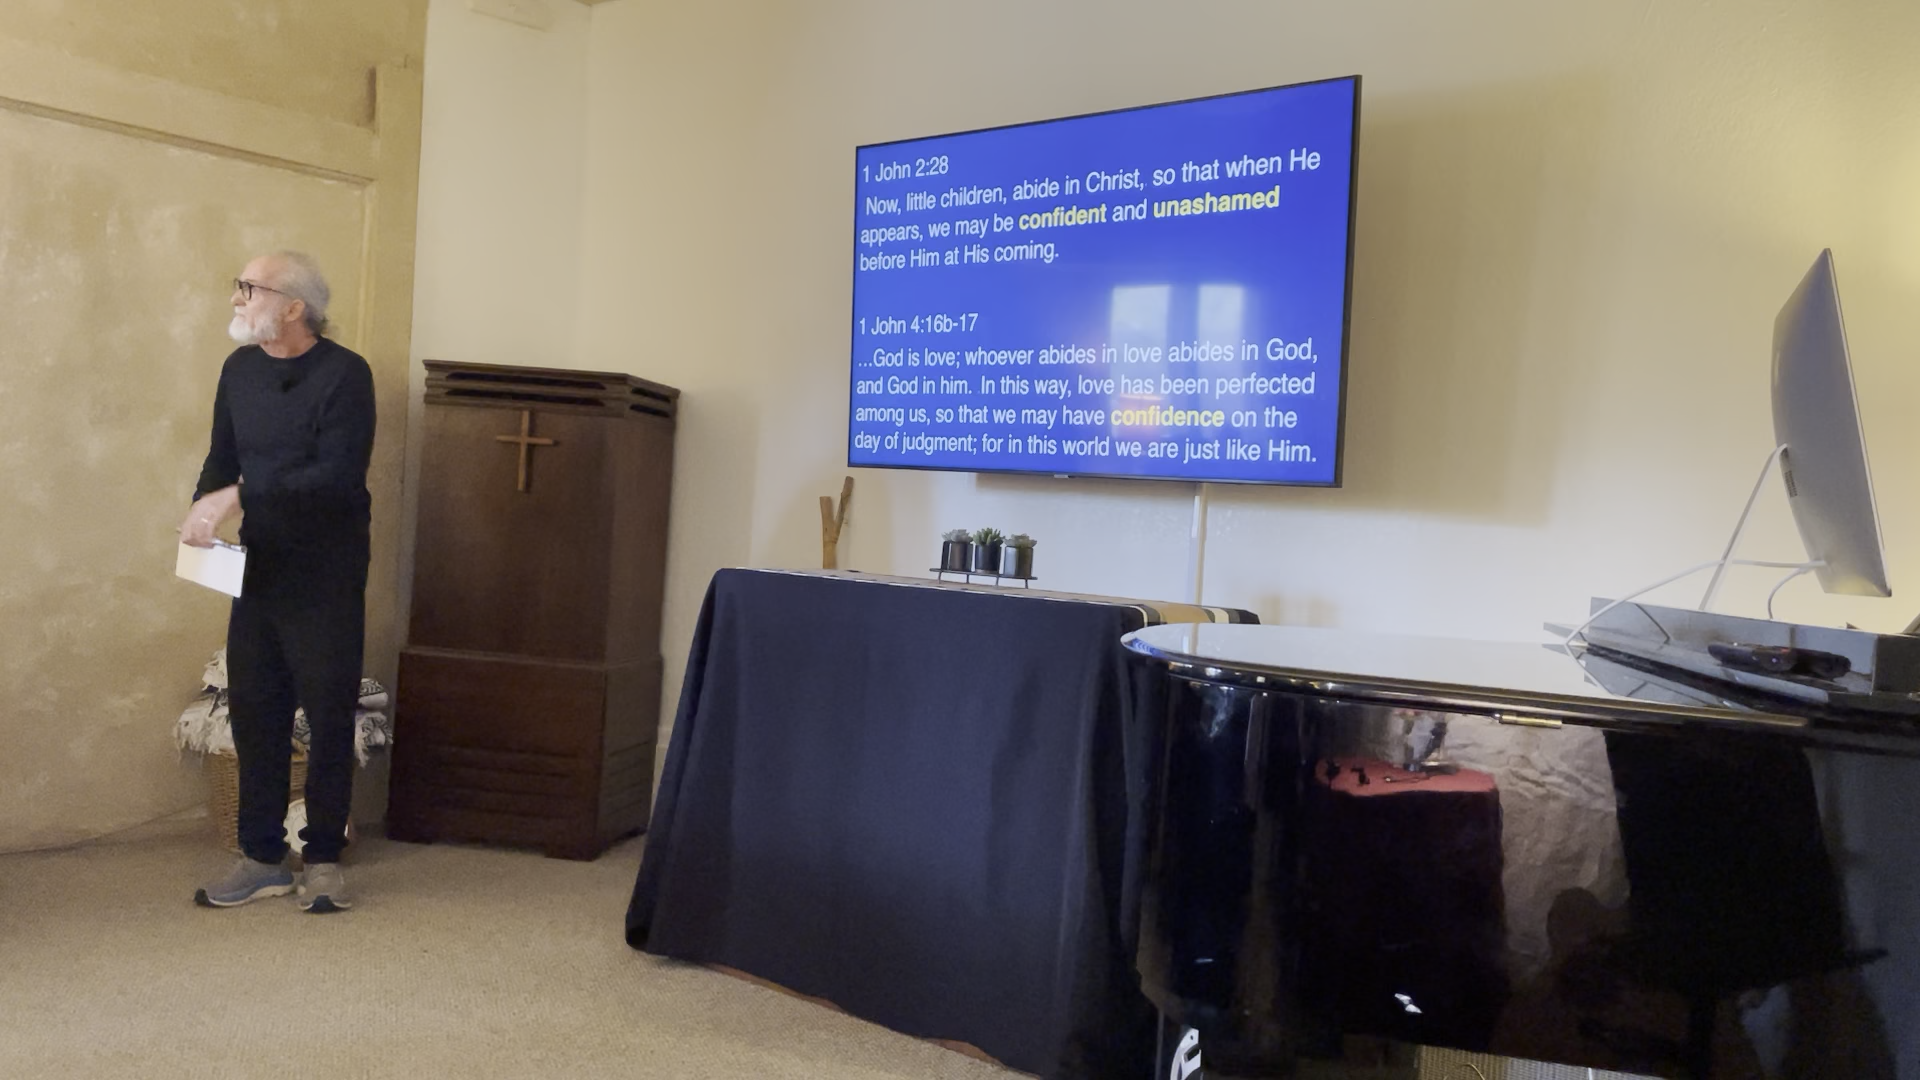 1 John 2:28
Now, little children, abide in Christ, so that when He
appears, we may be confident and unashamed
before Him at His coming.
1 John 4:16b-17
...God is love; whoever abides in love abides in God,
and God in him. In this way, love has been perfected
among us, so that we may have confidence on the
day of judgment; for in this world we are just like Him.